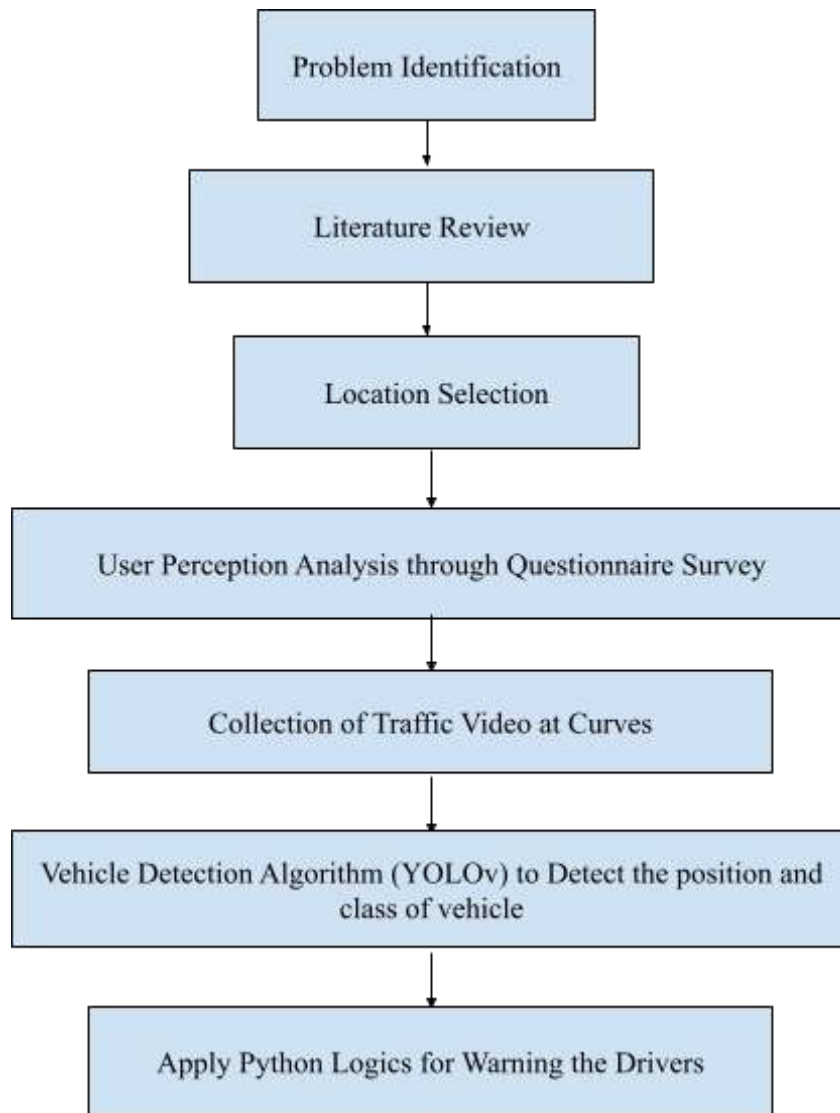 Problem Identification
Literature Review
Location Selection
User Perception Analysis through Questionnaire Survey
Collection of Traffic Video at Curves
Vehicle Detection Algorithm (YOLOv) to Detect the position and
class of vehicle
Apply Python Logics for Warning the Drivers